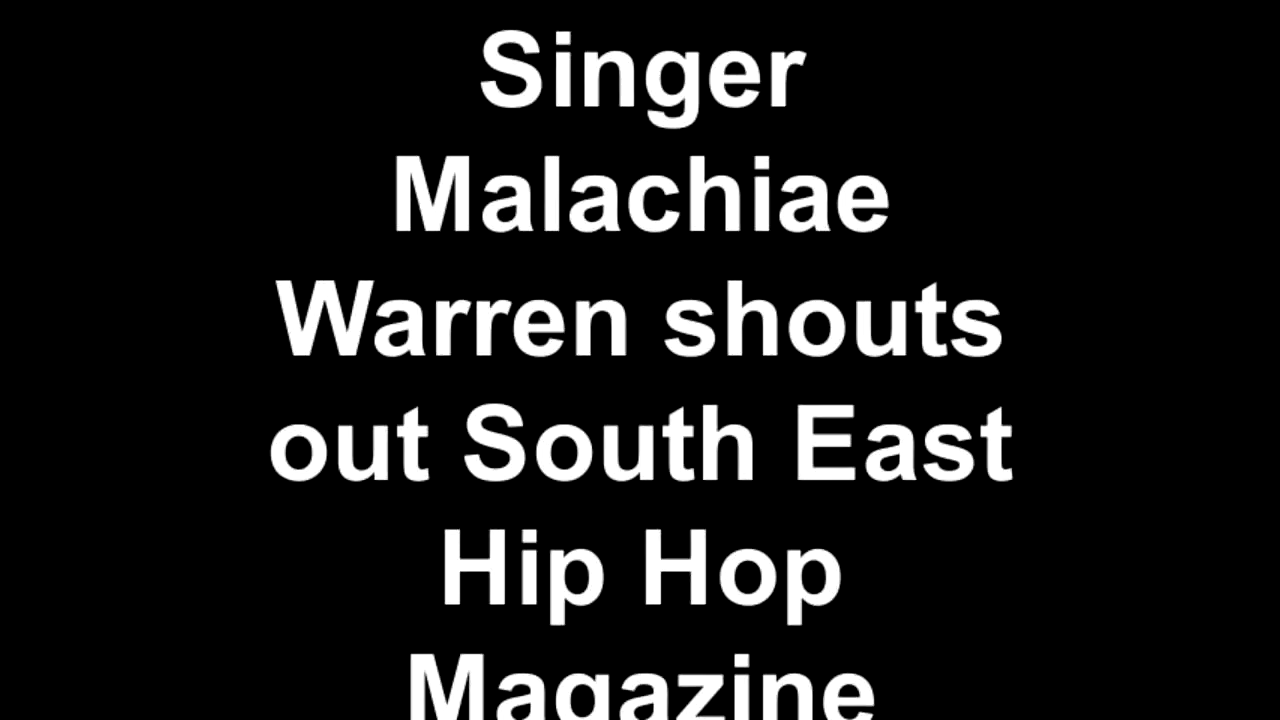 Singer
Malachiae
Warren shouts
out South East
Hip Hop
Magazine